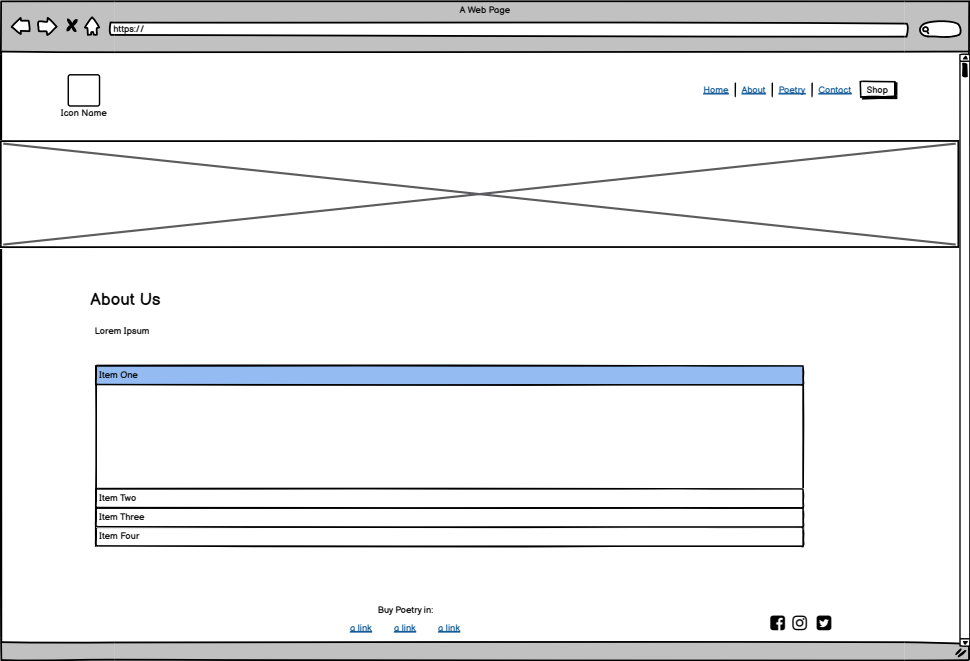 A Web Page
https://
Icon Name
Home About Poetry Contact Shop
About Us
Lorem Ipsum
Item One
Item Two
Item Three
Item Four
Buy Poetry in:
a link a link a link